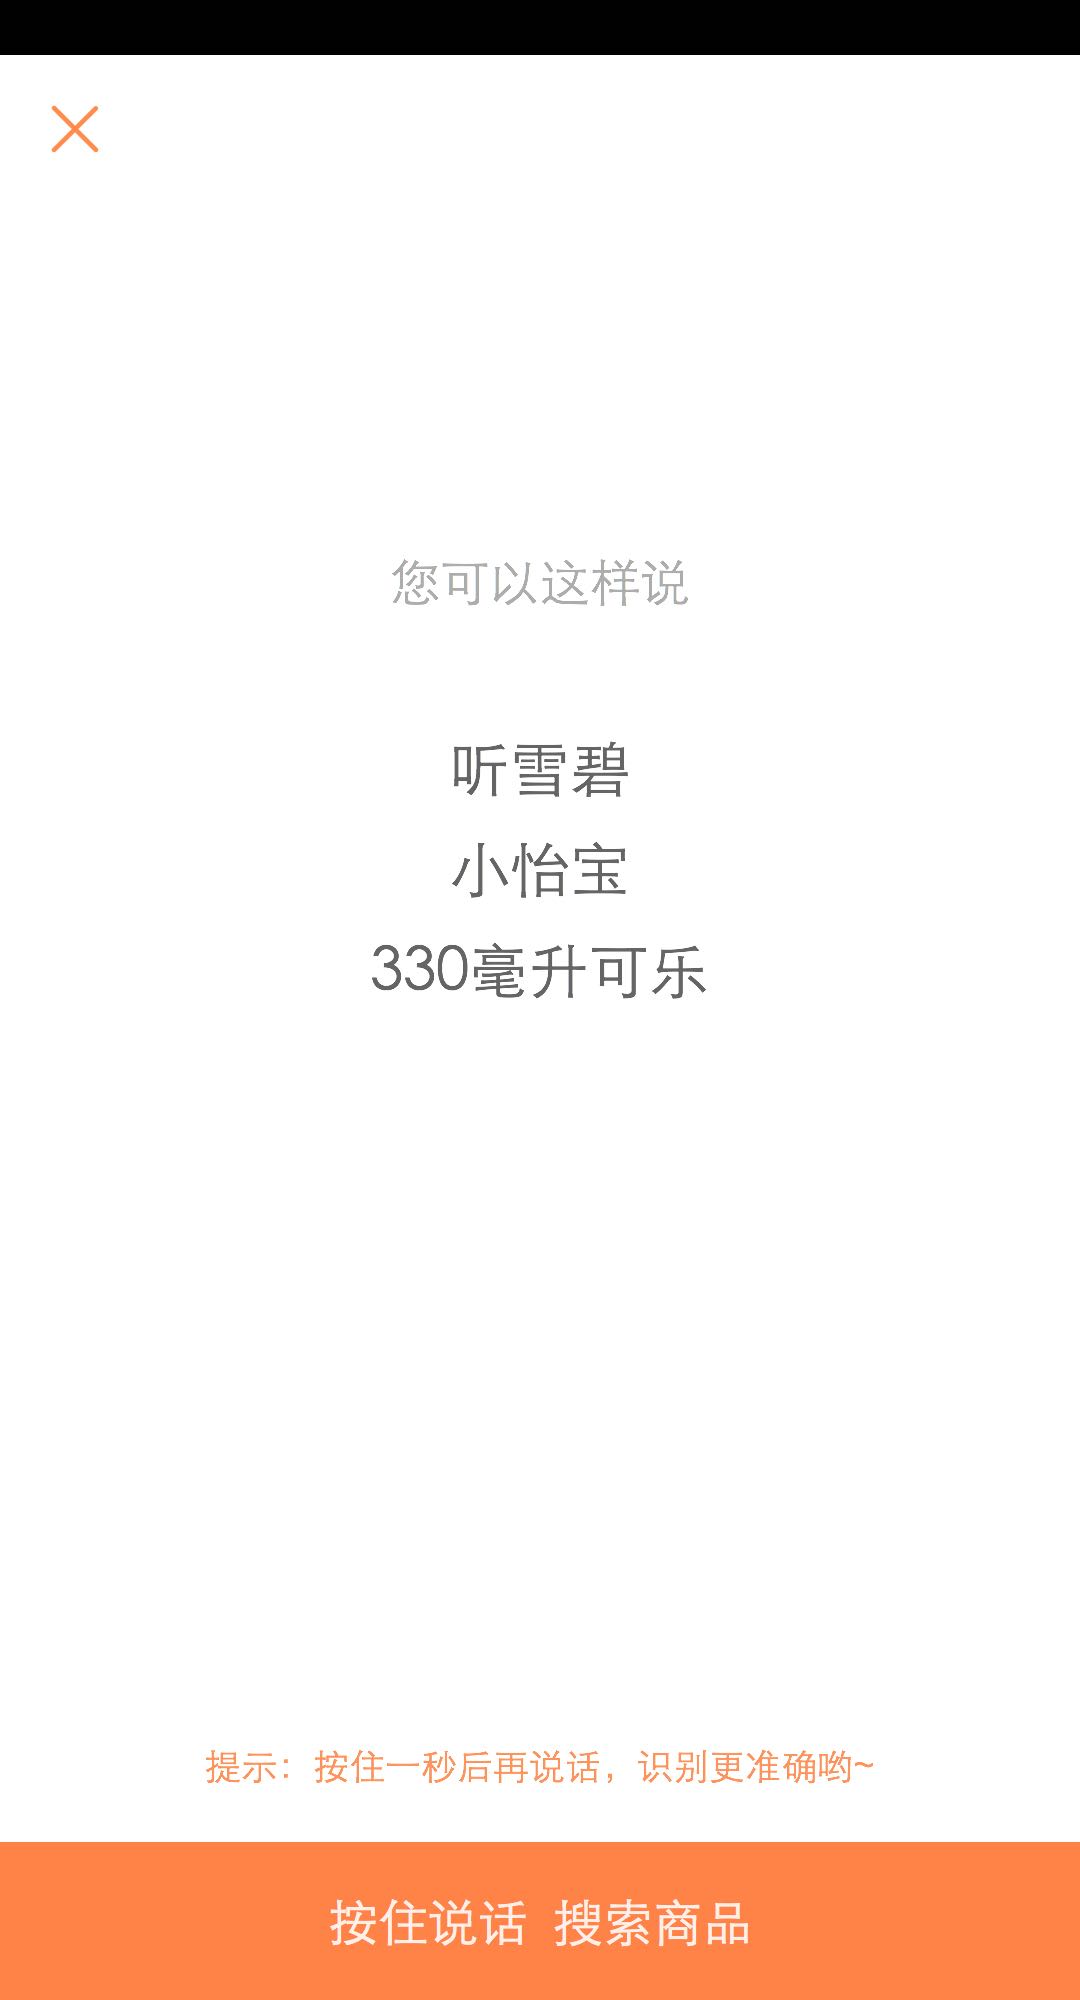 您可以这样说
听雪碧
小怡宝
330毫升可乐
提示：按住一秒后再说话，识别更准确哟~
按住说话 搜索商品